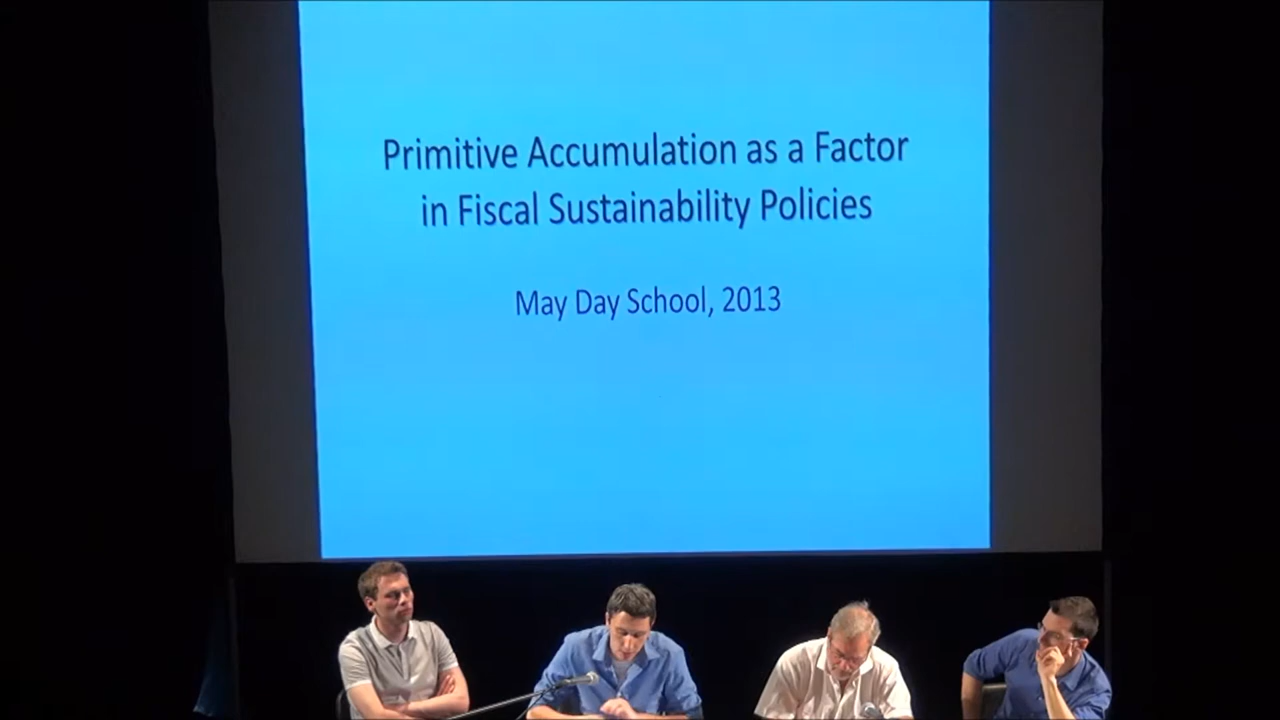 Primitive Accumulation as a Factor
in Fiscal Sustainability Policies
May Day School, 2013